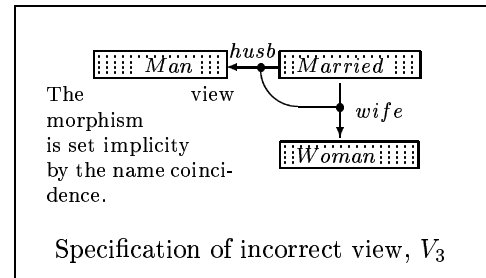 husb
Man Married
The view
morphism
is set implicity
by the name coinci-
dence.
wife
Woman
Specification of incorrect view, V₃